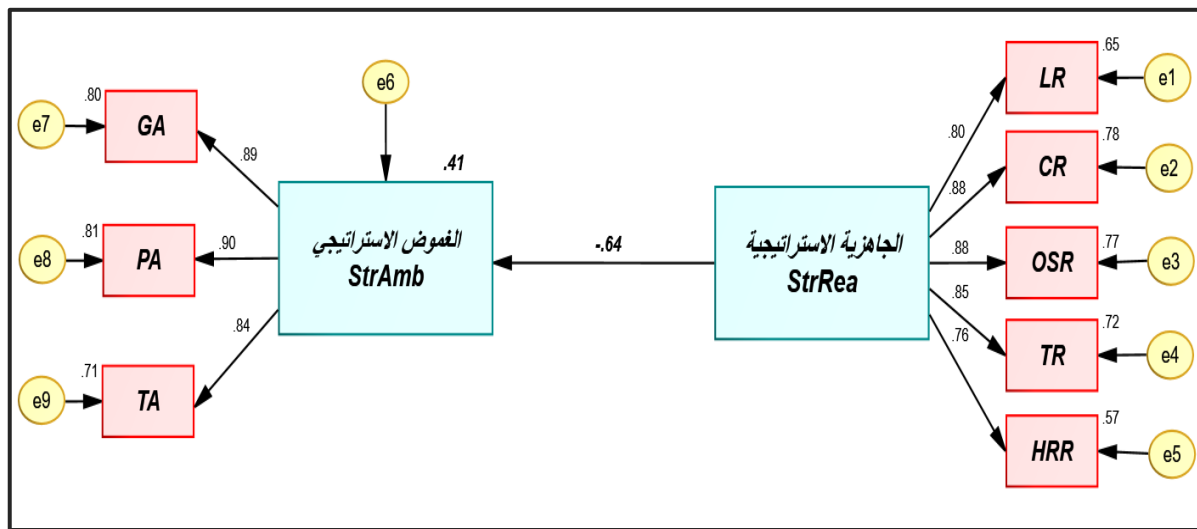 e7
.80
GA
.89
e8
.81
PA
.90
e9
.71
TA
.84
e6
.41
الغموض الاستراتيجي
StrAmb
-.64
الجاهزية الاستراتيجية
StrRea
.80
.65
LR
e1
.88
.78
CR
e2
.88
.77
OSR
e3
.85
.72
TR
e4
.76
.57
HRR
e5